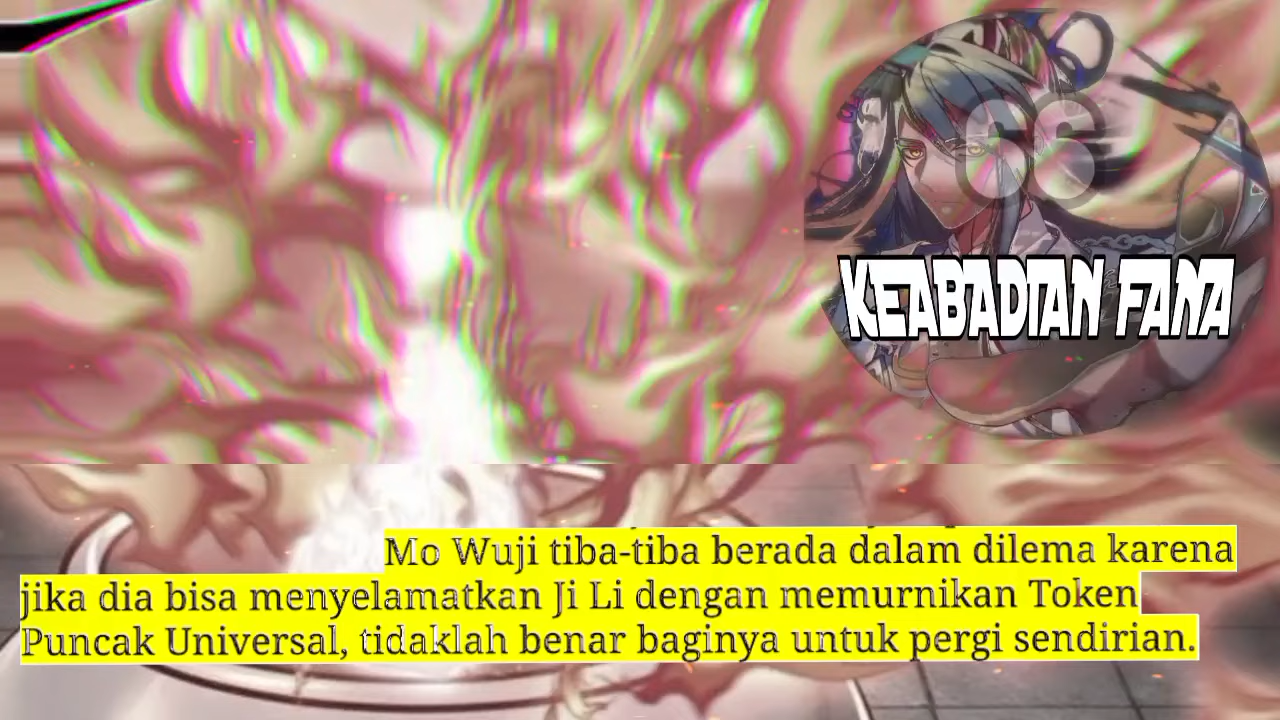 KEABADIAN FANA
Mo Wuji tiba-tiba berada dalam dilema karena
jika dia bisa menyelamatkan Ji Li dengan memurnikan Token
Puncak Universal, tidaklah benar baginya untuk pergi sendirian.